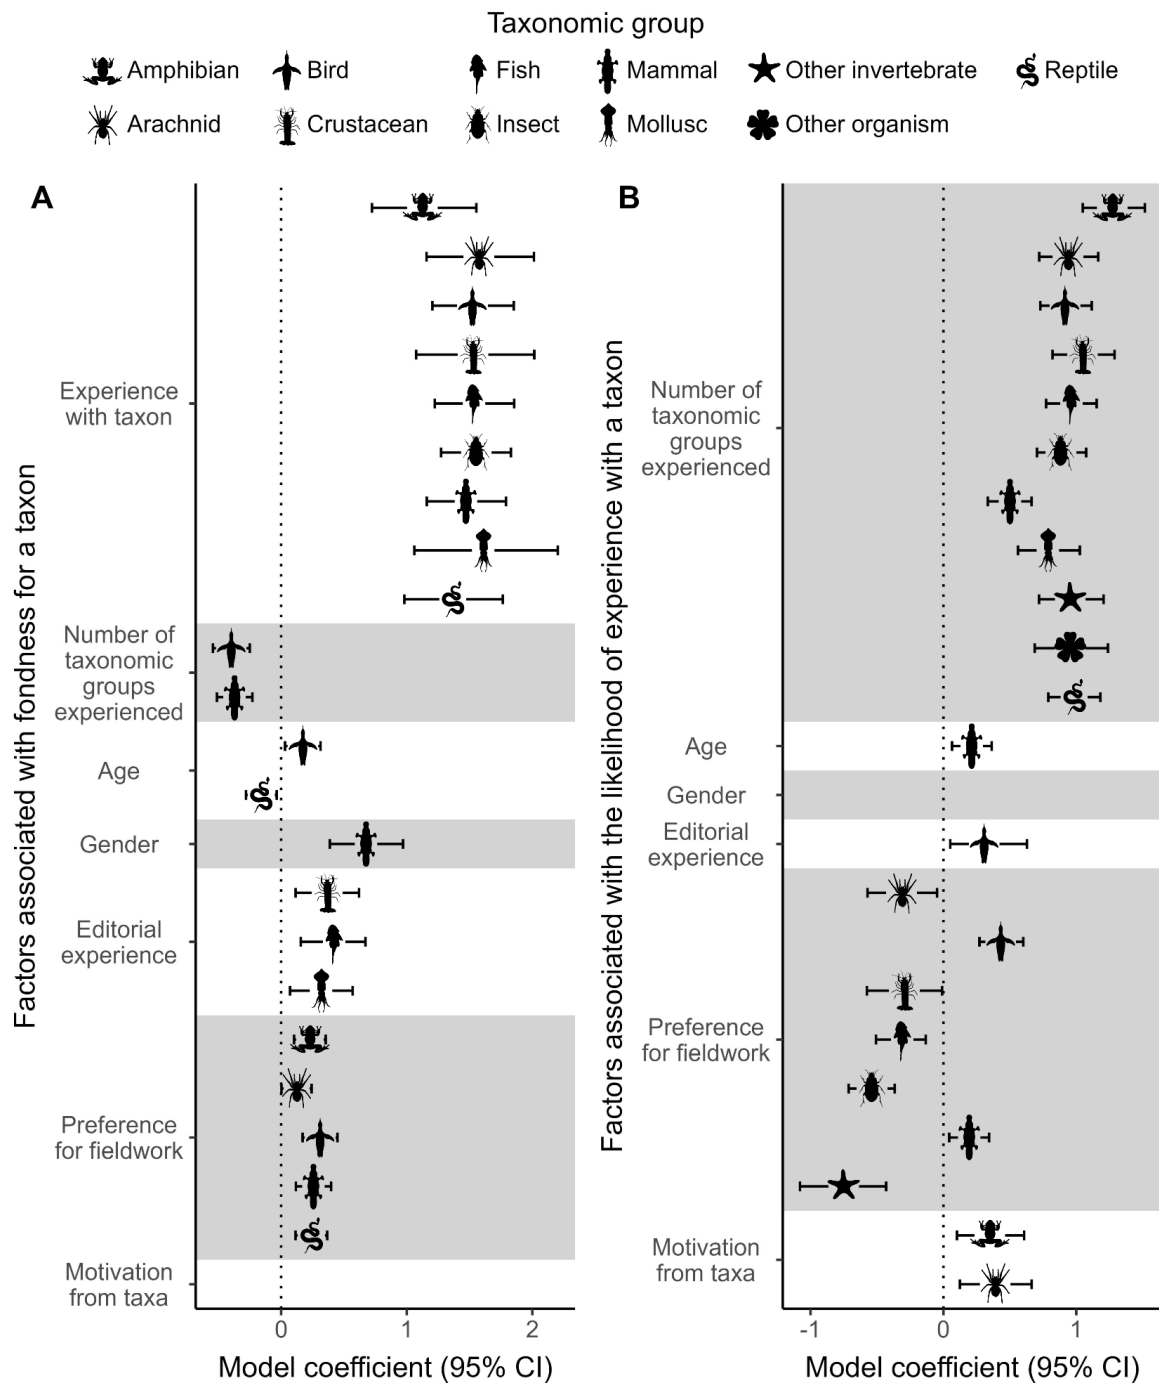 Taxonomic group
Amphibian Bird Fish Mammal Other invertebrate Reptile
Arachnid Crustacean Insect Mollusc Other organism
A
Factors associated with fondness for a taxon
Experience
with taxon
Number of
taxonomic
groups
experienced
Age
Gender
Editorial
experience
Preference
for fieldwork
Motivation
from taxa
0 1 2
Model coefficient (95% CI)
B
Factors associated with the likelihood of experience with a taxon
Number of
taxonomic
groups
experienced
Age
Gender
Editorial
experience
Preference
for fieldwork
Motivation
from taxa
-1 0 1
Model coefficient (95% CI)